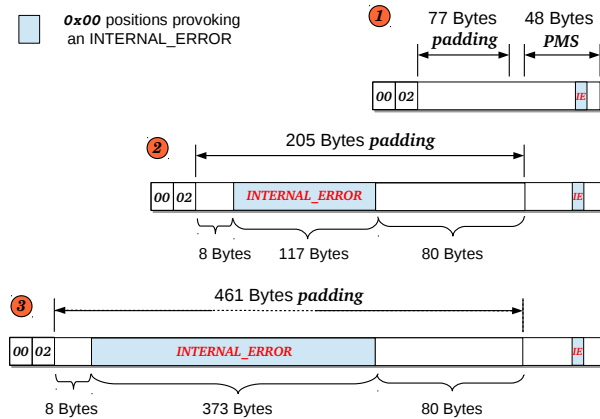 0x00 positions provoking
an INTERNAL_ERROR
1
77 Bytes
padding
48 Bytes
PMS
00 02 IE
2
205 Bytes padding
00 02 INTERNAL_ERROR IE
8 Bytes 117 Bytes 80 Bytes
3
461 Bytes padding
00 02 INTERNAL_ERROR IE
8 Bytes 373 Bytes 80 Bytes